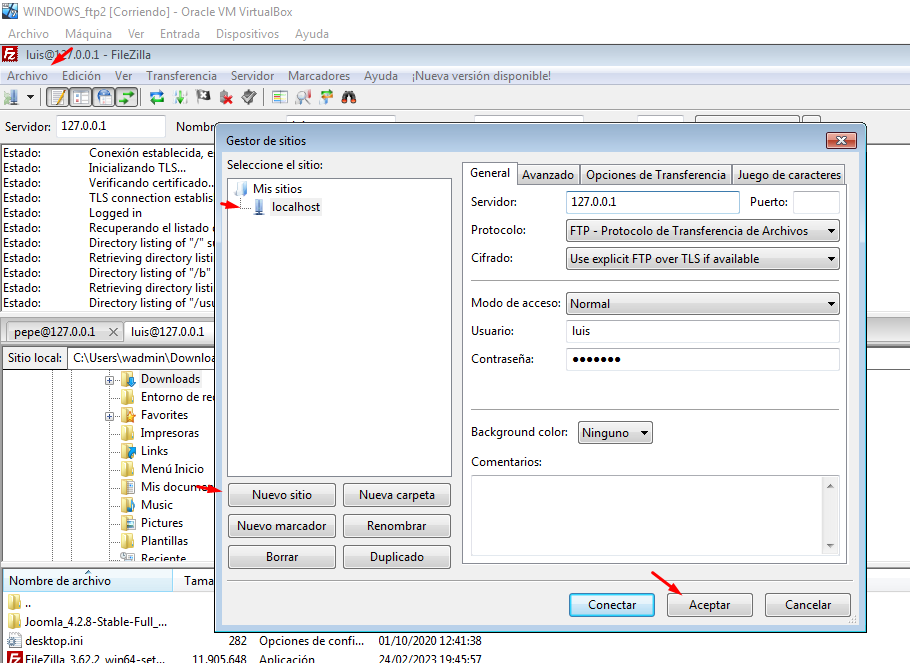 WINDOWS_ftp2 [Corriendo] - Oracle VM VirtualBox
Archivo Máquina Ver Entrada Dispositivos Ayuda
luis@127.0.0.1 - FileZilla
Archivo Edición Ver Transferencia Servidor Marcadores Ayuda ¡Nueva versión disponible!
Servidor: 127.0.0.1 Nombr
Estado: Conexión establecida, e
Estado: Inicializando TLS...
Estado: Verificando certificado...
Estado: TLS connection establis
Estado: Logged in
Estado: Recuperando el listado
Estado: Directory listing of "/" su
Estado: Retrieving directory listi
Estado: Directory listing of "/b"
Estado: Retrieving directory listi
Estado: Directory listing of "/usu
pepe@127.0.0.1 luis@127.0.0.1
Sitio local: C:\Users\wadmin\Downloa
Downloads
Entorno de re
Favorites
Impresoras
Links
Menú Inicio
Mis docume
Music
Pictures
Plantillas
Reciente
Nombre de archivo Tama
..
Joomla_4.2.8-Stable-Full_...
desktop.ini 282 Opciones de confi... 01/10/2020 12:41:38
FileZilla_3.62.2_win64-set... 11.905.648 Aplicación 24/02/2023 19:45:57
Gestor de sitios
Seleccione el sitio:
Mis sitios
localhost
Nuevo sitio Nueva carpeta
Nuevo marcador Renombrar
Borrar Duplicado
General Avanzado Opciones de Transferencia Juego de caracteres
Servidor: 127.0.0.1 Puerto:
Protocolo: FTP - Protocolo de Transferencia de Archivos
Cifrado: Use explicit FTP over TLS if available
Modo de acceso: Normal
Usuario: luis
Contraseña: •••••••
Background color: Ninguno
Comentarios:
Conectar Aceptar Cancelar